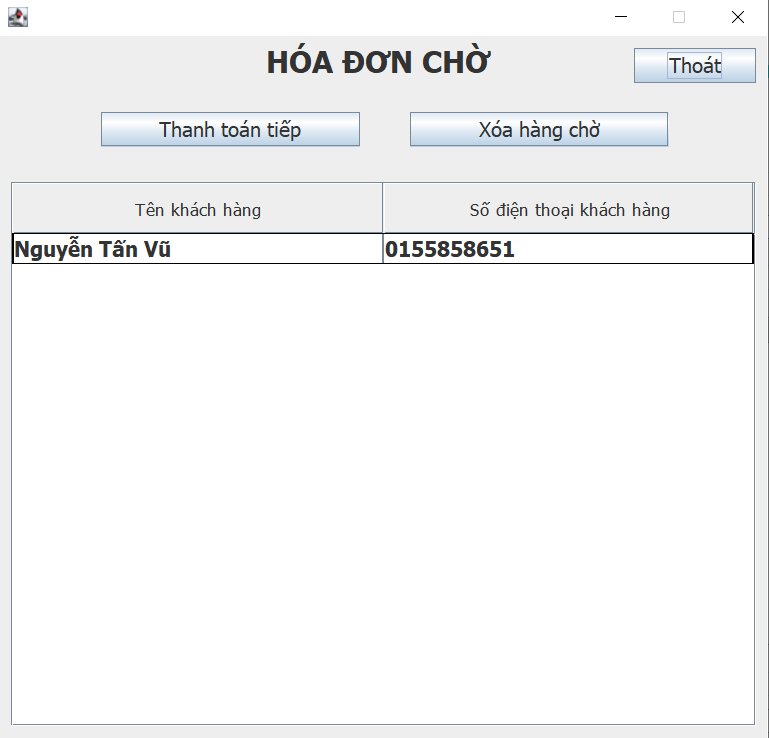 HÓA ĐƠN CHỜ
Thoát
Thanh toán tiếp
Xóa hàng chờ
Tên khách hàng
Số điện thoại khách hàng
Nguyễn Tấn Vũ
0155858651